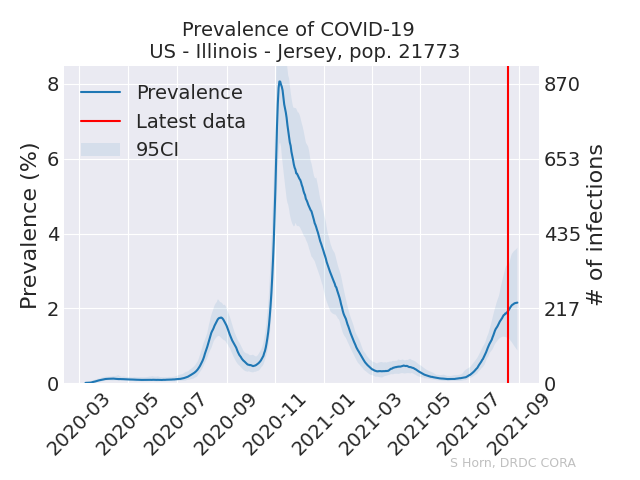 Prevalence of COVID-19
US - Illinois - Jersey, pop. 21773
Prevalence
Latest data
95CI
Prevalence (%)
8
6
4
2
0
870
653
435
217
0
# of infections
2020-03
2020-05
2020-07
2020-09
2020-11
2021-01
2021-03
2021-05
2021-07
2021-09
S Horn, DRDC CORA